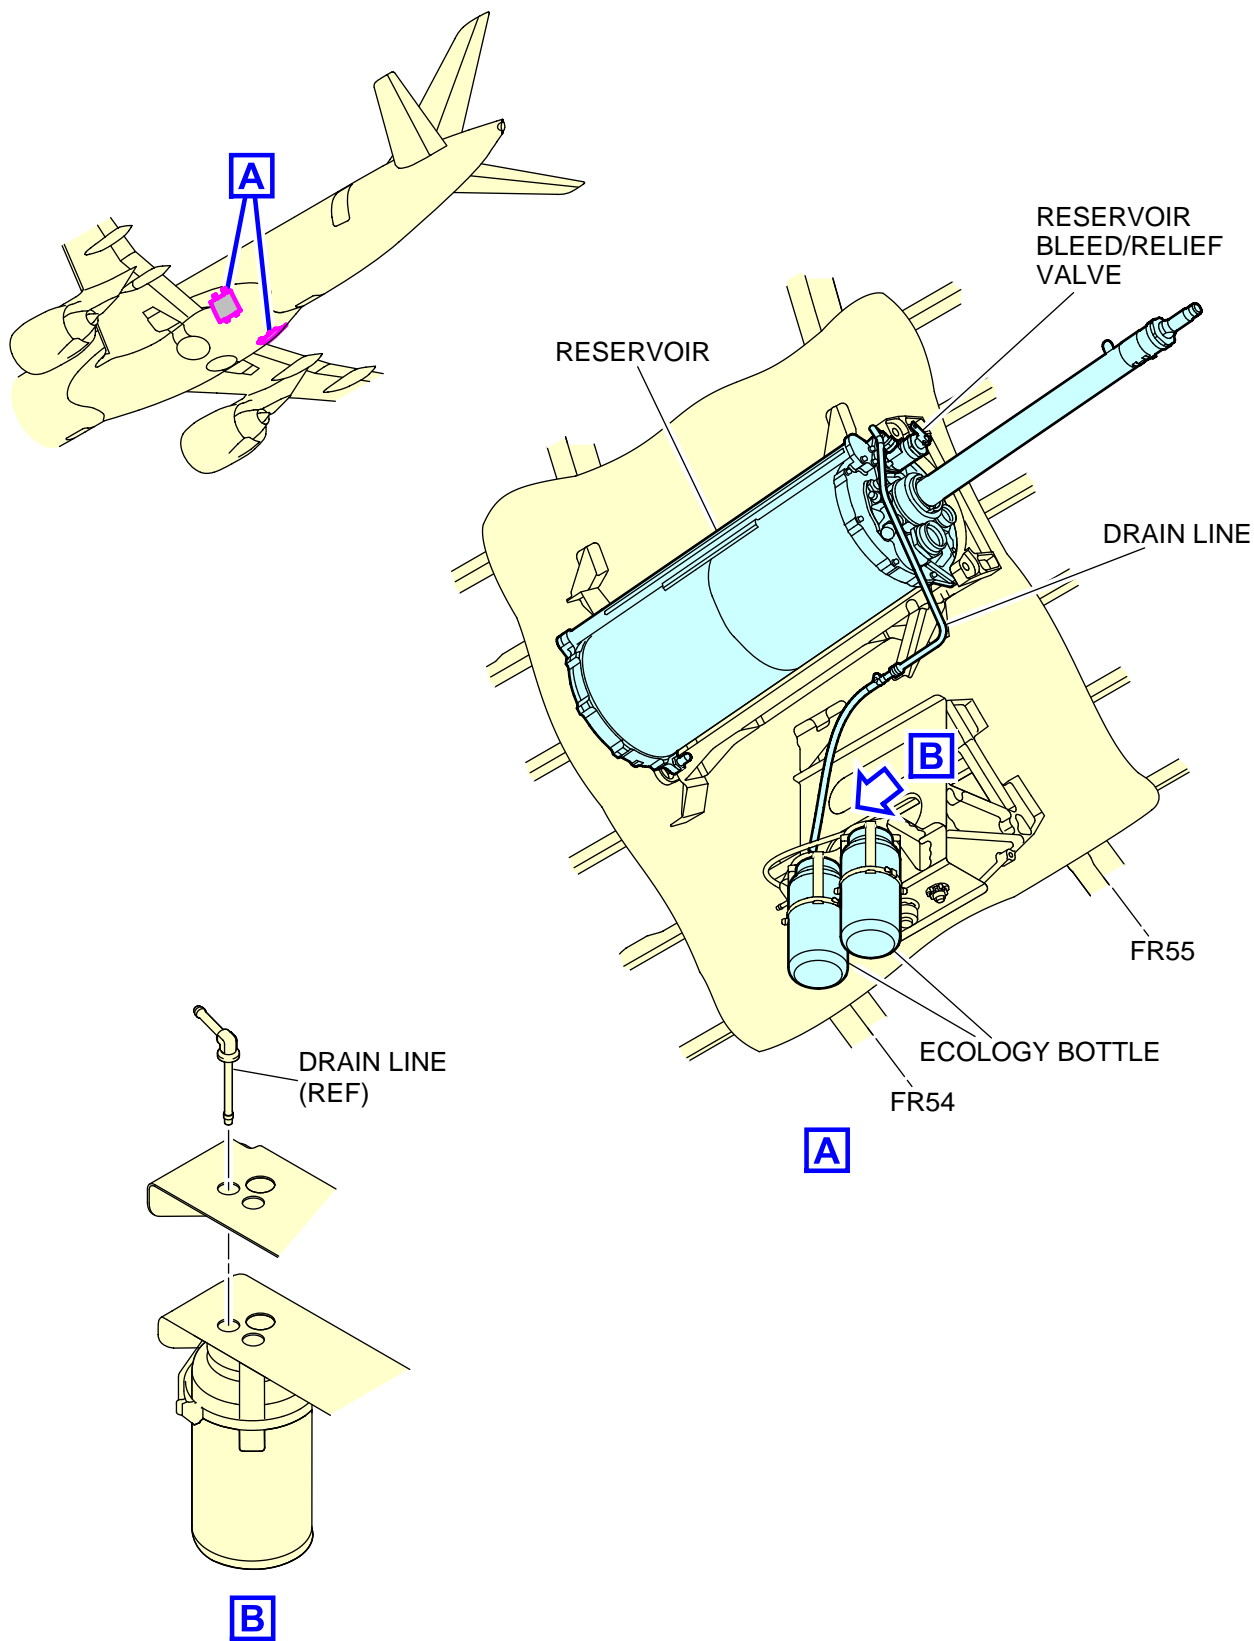 A
RESERVOIR
BLEED/RELIEF
VALVE
RESERVOIR
DRAIN LINE
B
FR55
ECOLOGY BOTTLE
FR54
A
DRAIN LINE
(REF)
B